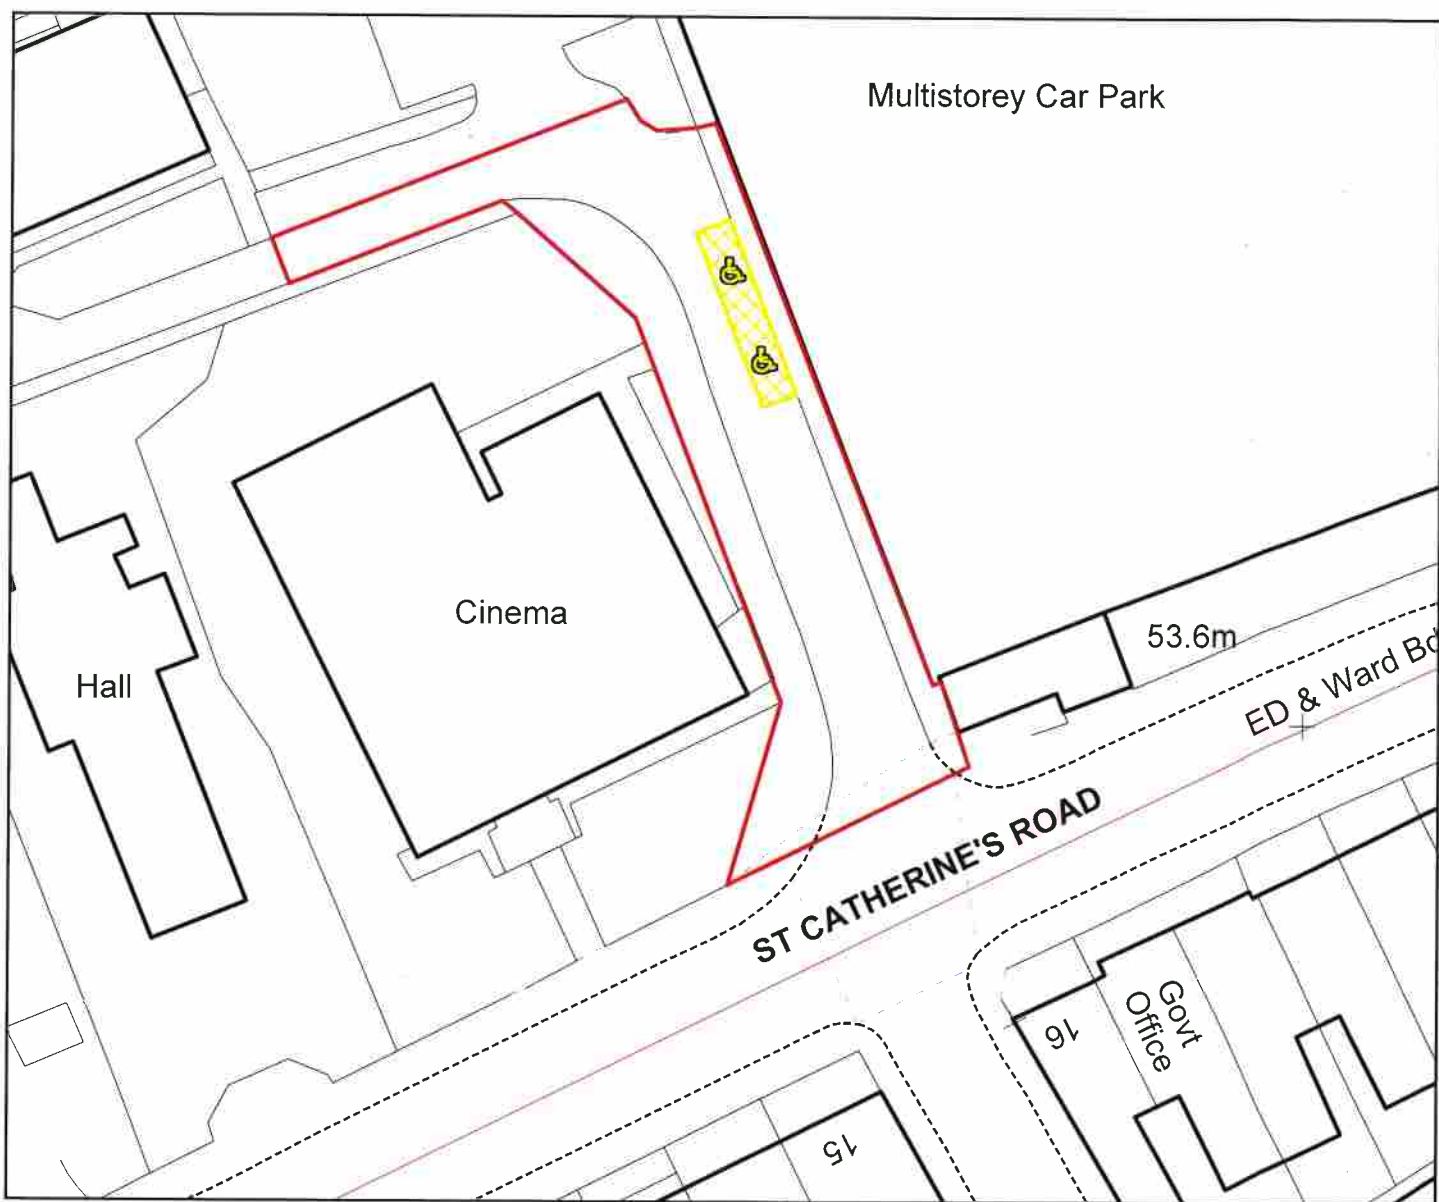 Multistorey Car Park
Cinema
Hall
53.6m
ED & Ward Bd
ST CATHERINE'S ROAD
Govt
Office
16
15